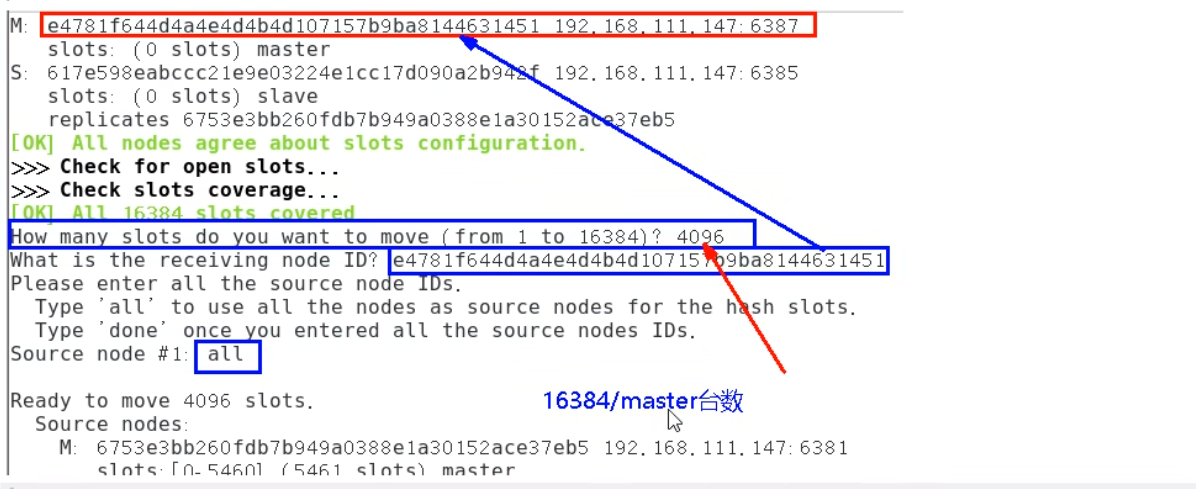 M: e4781f644d4a4e4d4b4d107157b9ba8144631451 192.168.111.147:6387
slots: (0 slots) master
S: 617e598eabccc21e9e03224e1cc17d090a2b942f 192.168.111.147:6385
slots: (0 slots) slave
replicates 6753e3bb260fdb7b949a0388e1a30152ace37eb5
[OK] All nodes agree about slots configuration.
>>> Check for open slots...
>>> Check slots coverage...
[OK] All 16384 slots covered
How many slots do you want to move (from 1 to 16384)? 4096
What is the receiving node ID? e4781f644d4a4e4d4b4d107157b9ba8144631451
Please enter all the source node IDs.
Type 'all' to use all the nodes as source nodes for the hash slots.
Type 'done' once you entered all the source nodes IDs.
Source node #1: all
Ready to move 4096 slots.
16384/master台数
Source nodes:
M: 6753e3bb260fdb7b949a0388e1a30152ace37eb5 192.168.111.147:6381
slots:[0-5460] (5461 slots) master